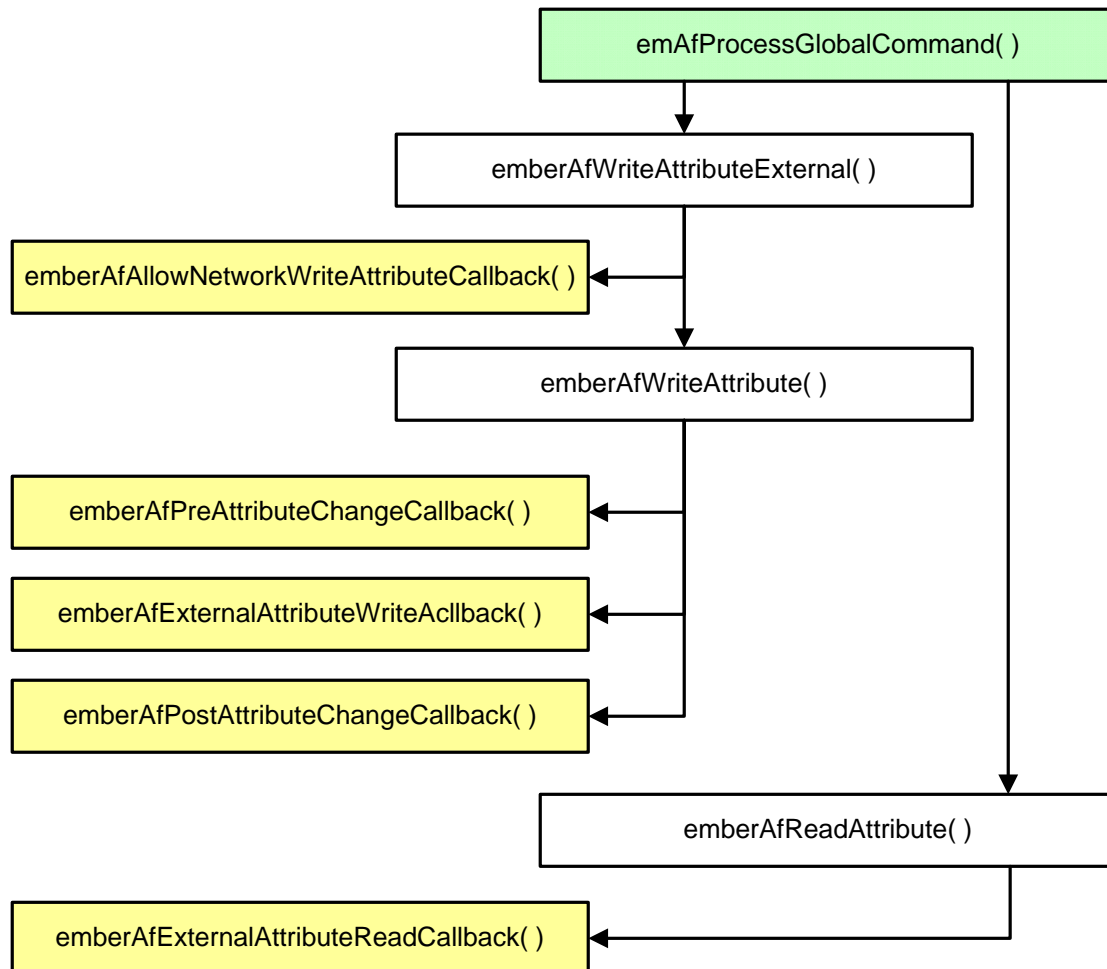 emAfProcessGlobalCommand( )
emberAfWriteAttributeExternal( )
emberAfAllowNetworkWriteAttributeCallback( )
emberAfWriteAttribute( )
emberAfPreAttributeChangeCallback( )
emberAfExternalAttributeWriteAcllback( )
emberAfPostAttributeChangeCallback( )
emberAfReadAttribute( )
emberAfExternalAttributeReadCallback( )